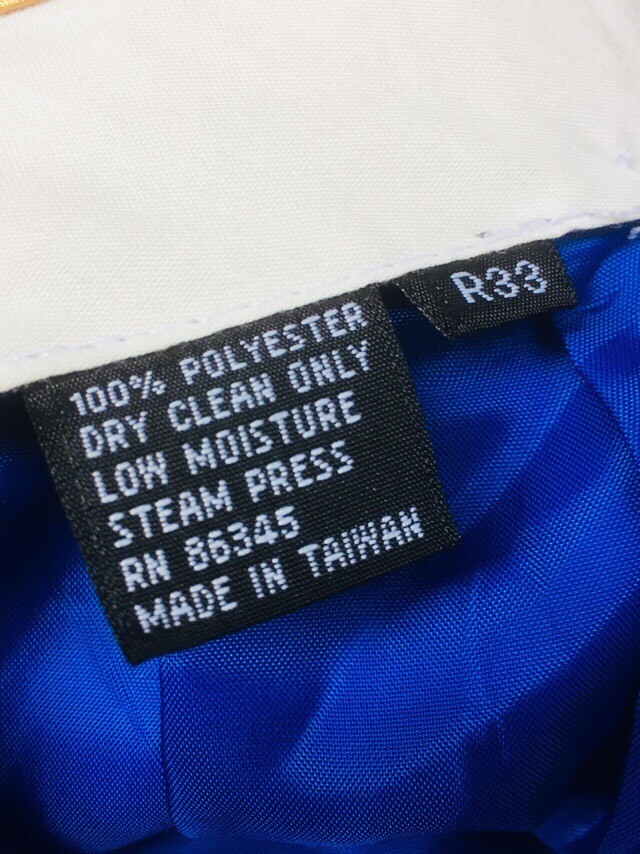 R33
100% POLYESTER
DRY CLEAN ONLY
LOW MOISTURE
STEAM PRESS
RN 86345
MADE IN TAIWAN